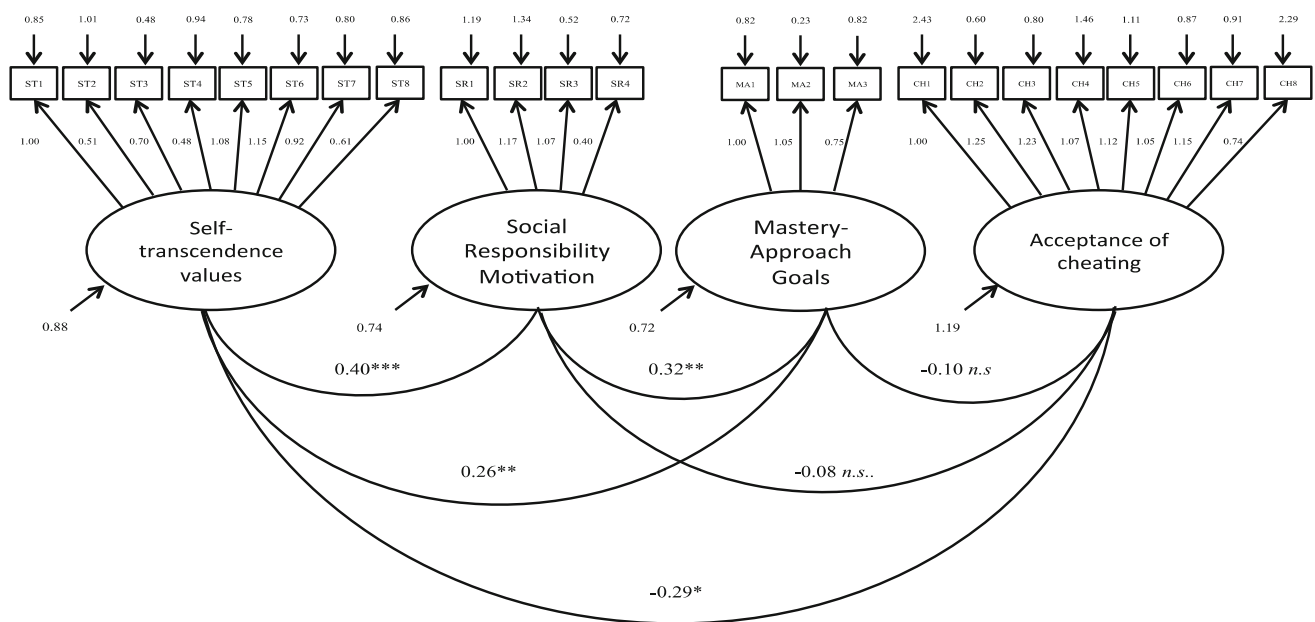 0.85 1.01 0.48 0.94 0.78 0.73 0.80 0.86 1.19 1.34 0.52 0.72 0.82 0.23 0.82 2.43 0.60 0.80 1.46 1.11 0.87 0.91 2.29
ST1 ST2 ST3 ST4 ST5 ST6 ST7 ST8 SR1 SR2 SR3 SR4 MA1 MA2 MA3 CH1 CH2 CH3 CH4 CH5 CH6 CH7 CH8
1.00 0.51 0.70 0.48 1.08 1.15 0.92 0..61 1.00 1.17 1.07 0.40 1.00 1.05 0.75 1.00 1.25 1.23 1.07 1.12 1.05 1.15 0.74
Self-
transcendence
values
Social
Responsibility
Motivation
Mastery-
Approach
Goals
Acceptance of
cheating
0.88 0.74 0.72 1.19
0.40*** 0.32** -0.10 n.s
0.26** -0.08 n.s..
-0.29*